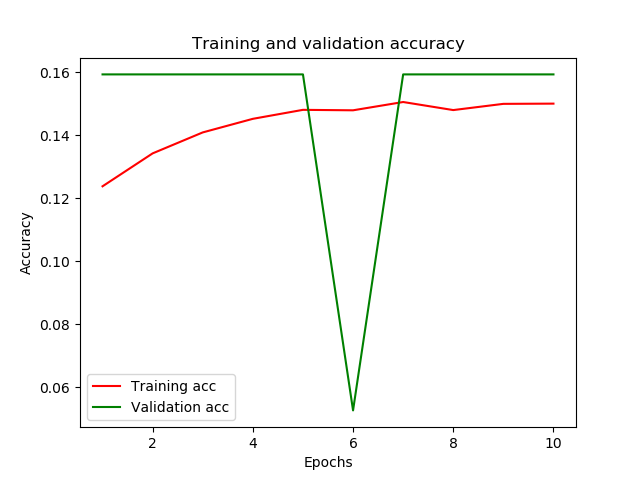 Training and validation accuracy
0.16
0.14
0.12
0.10
0.08
0.06
Accuracy
Training acc
Validation acc
2 4 6 8 10
Epochs